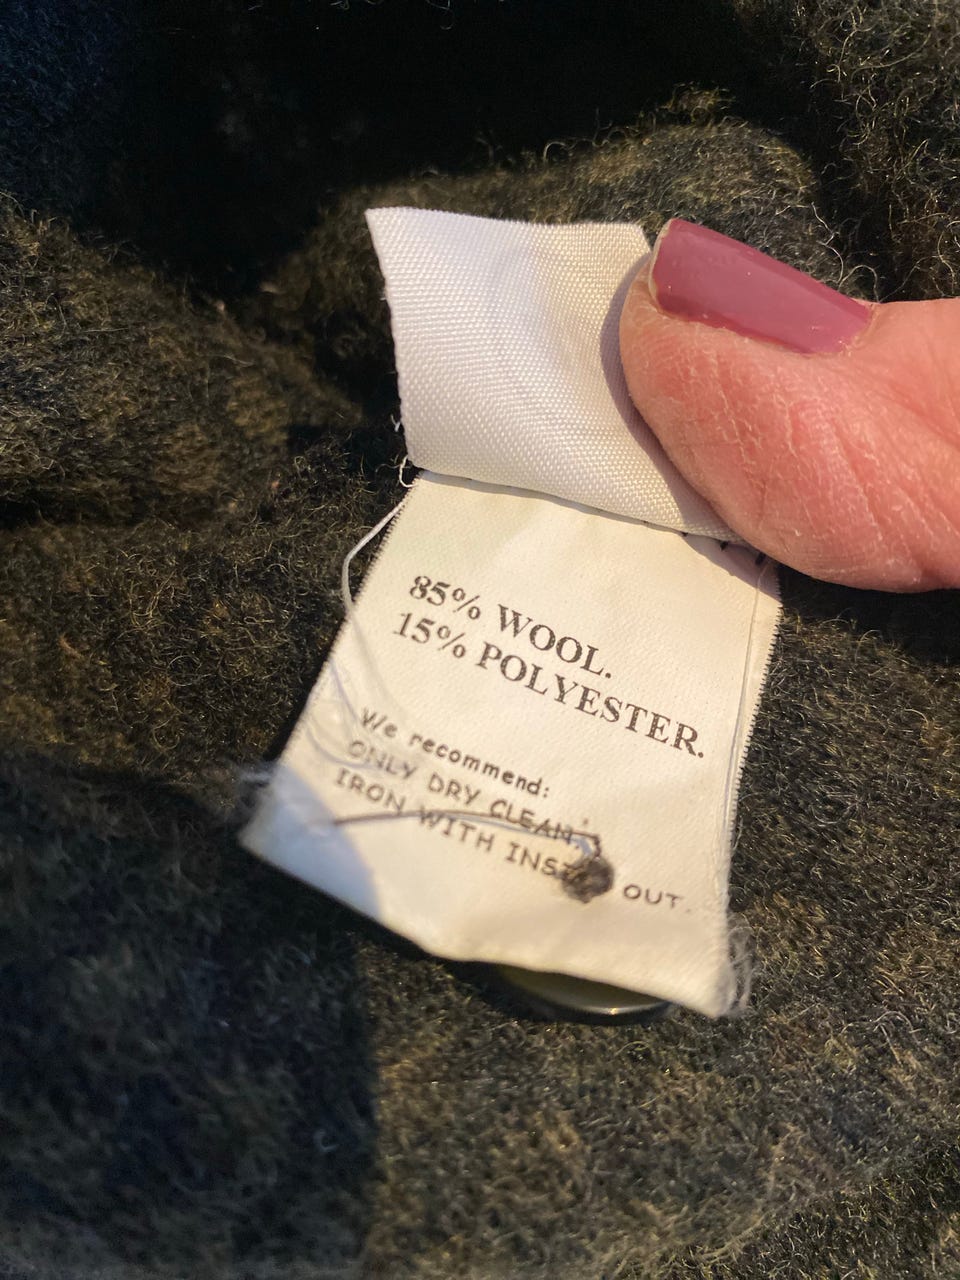 85% WOOL.
15% POLYESTER.
We recommend:
ONLY DRY CLEAN.
IRON WITH OUT.